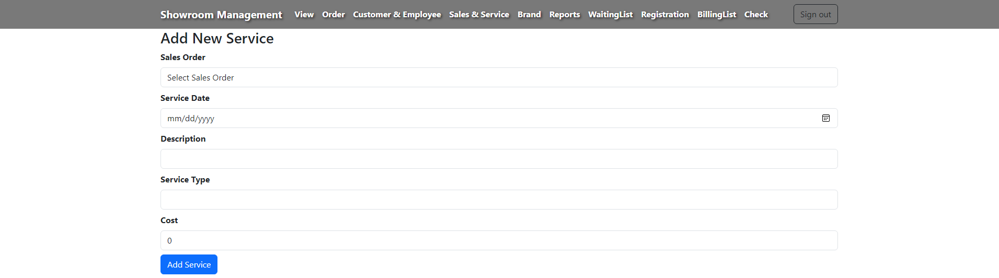 Showroom Management View Order Customer & Employee Sales & Service Brand Reports WaitingList Registration BillingList Check Sign out
Add New Service
Sales Order
Select Sales Order
Service Date
mm/dd/yyyy
Description
Service Type
Cost
0
Add Service